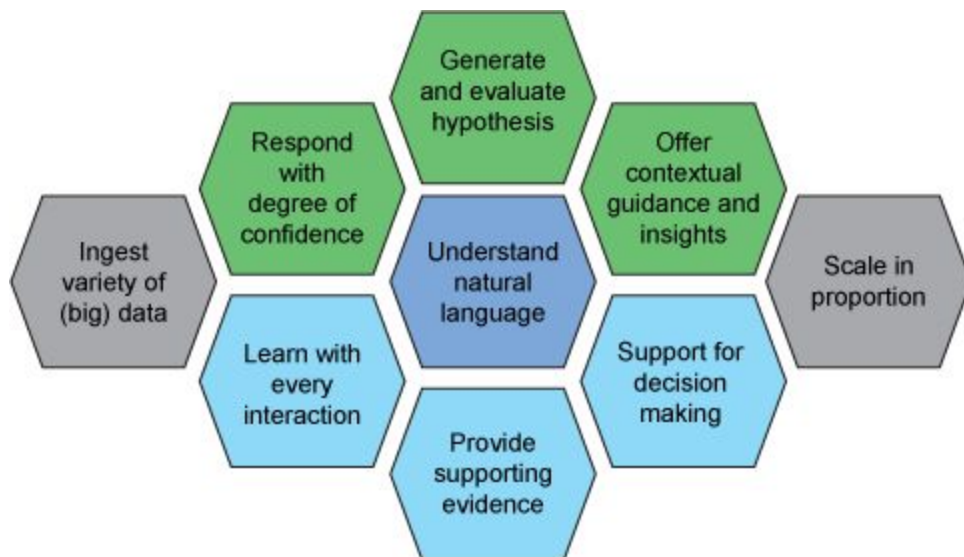 Generate
and evaluate
hypothesis
Respond
with
degree of
confidence
Offer
contextual
guidance and
insights
Ingest
variety of
(big) data
Understand
natural
language
Scale in
proportion
Learn with
every
interaction
Support for
decision
making
Provide
supporting
evidence